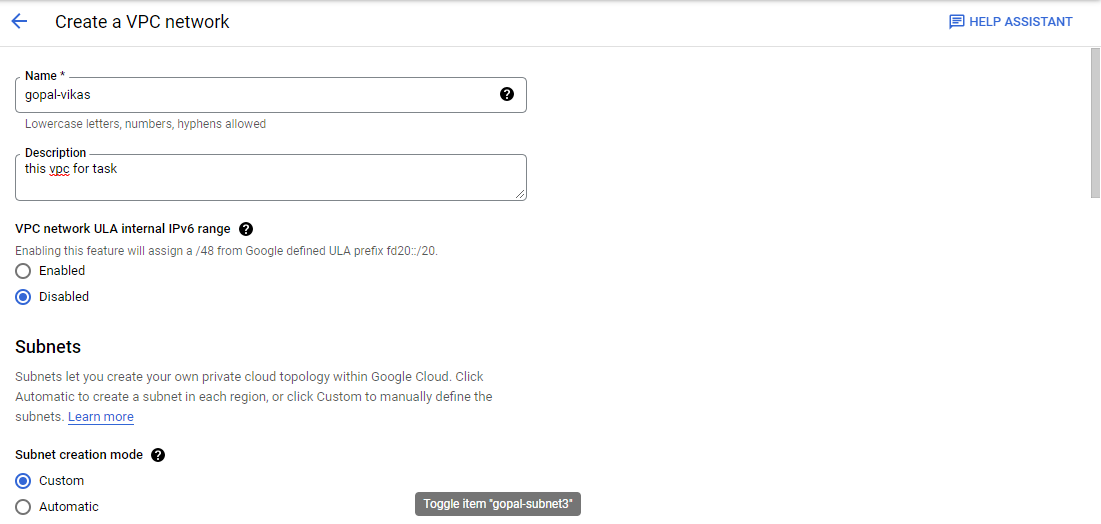 Create a VPC network
HELP ASSISTANT
Name *
gopal-vikas
Lowercase letters, numbers, hyphens allowed
Description
this vpc for task
VPC network ULA internal IPv6 range
Enabling this feature will assign a /48 from Google defined ULA prefix fd20::/20.
Enabled
Disabled
Subnets
Subnets let you create your own private cloud topology within Google Cloud. Click
Automatic to create a subnet in each region, or click Custom to manually define the
subnets. Learn more
Subnet creation mode
Custom
Automatic
Toggle item "gopal-subnet3"